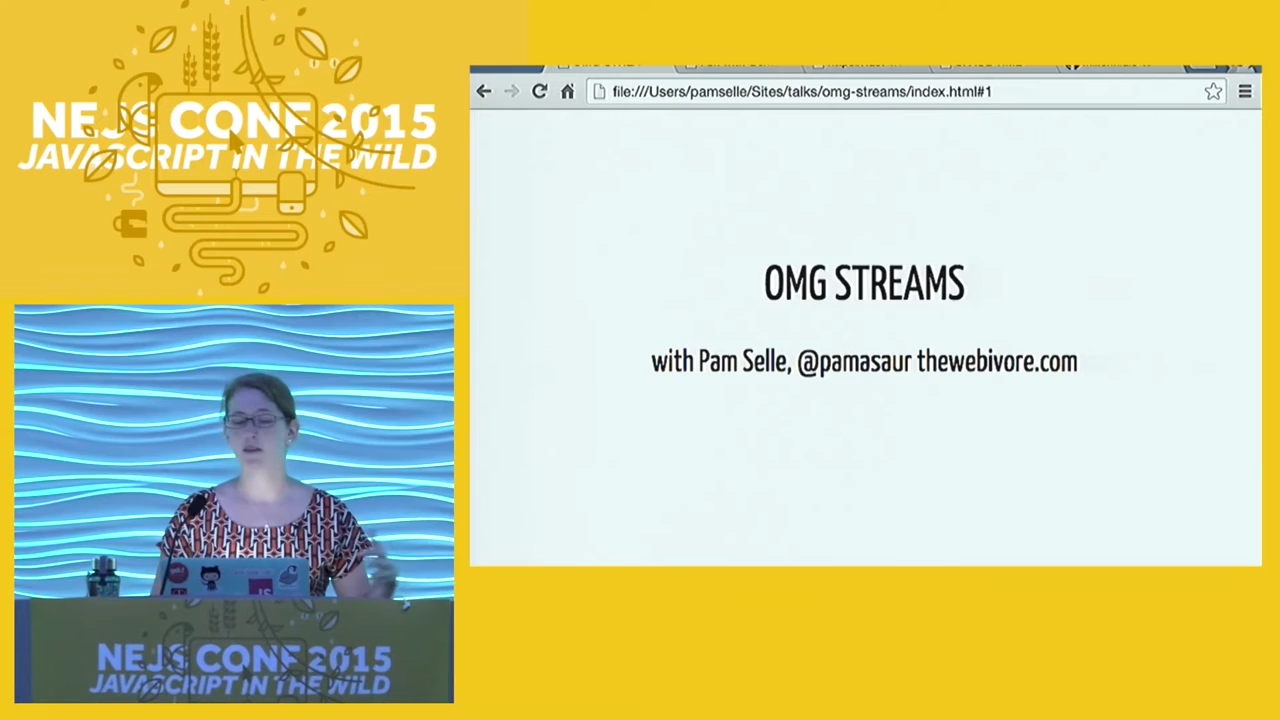 NEJS CONF 2015
JAVASCRIPT IN THE WILD
file:///Users/pamselle/Sites/talks/omg-streams/index.html#1
OMG STREAMS
with Pam Selle, @pamasaur thewebivore.com
JS
NEJS CONF 2015
JAVASCRIPT IN THE WILD